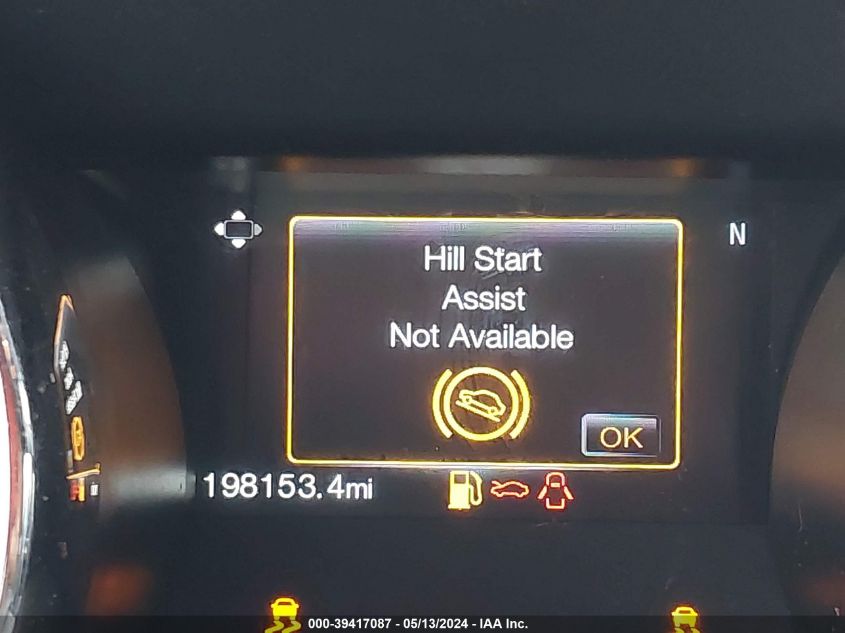 N
Hill Start
Assist
Not Available
OK
198153.4mi
000-39417087 - 05/13/2024 - IAA Inc.